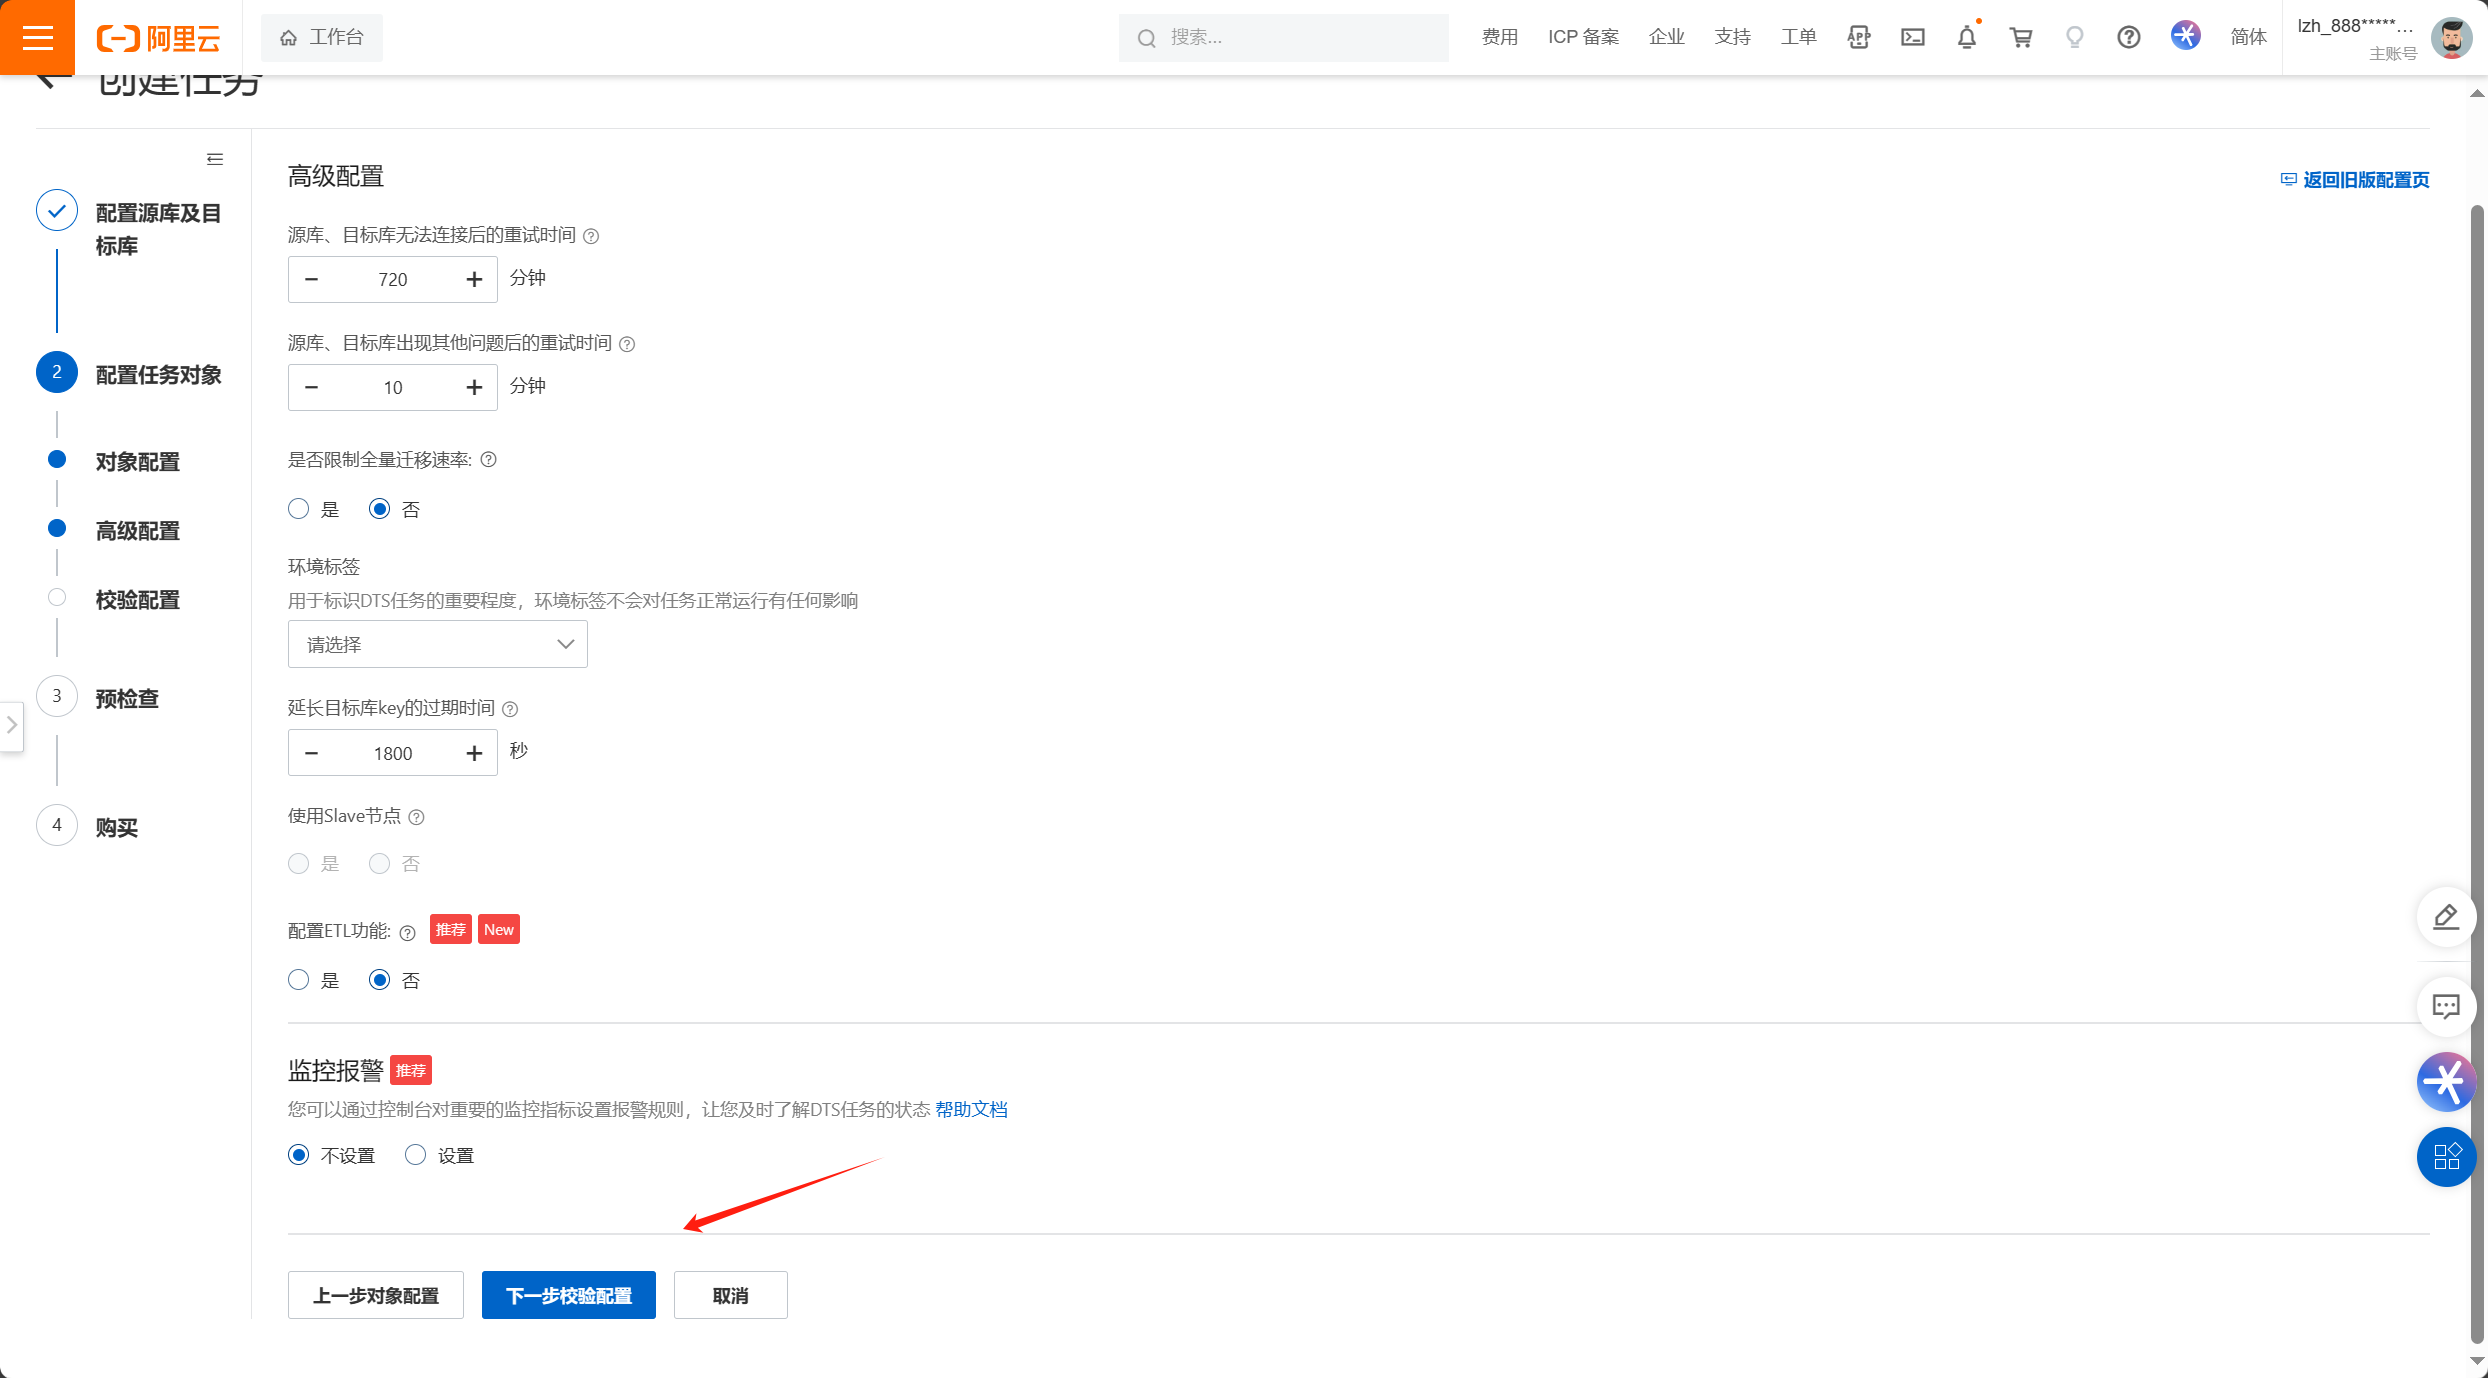 阿里云
工作台
搜索...
费用
ICP 备案
企业
支持
工单
APP
简体
lzh_888*****...
主账号
创建任务
配置源库及目
标库
2
配置任务对象
对象配置
高级配置
校验配置
3
预检查
4
购买
高级配置
返回旧版配置页
源库、目标库无法连接后的重试时间
720
分钟
源库、目标库出现其他问题后的重试时间
10
分钟
是否限制全量迁移速率:
是
否
环境标签
用于标识DTS任务的重要程度，环境标签不会对任务正常运行有任何影响
请选择
延长目标库key的过期时间
1800
秒
使用Slave节点
是
否
配置ETL功能:
推荐
New
是
否
监控报警
推荐
您可以通过控制台对重要的监控指标设置报警规则，让您及时了解DTS任务的状态 帮助文档
不设置
设置
上一步对象配置
下一步校验配置
取消